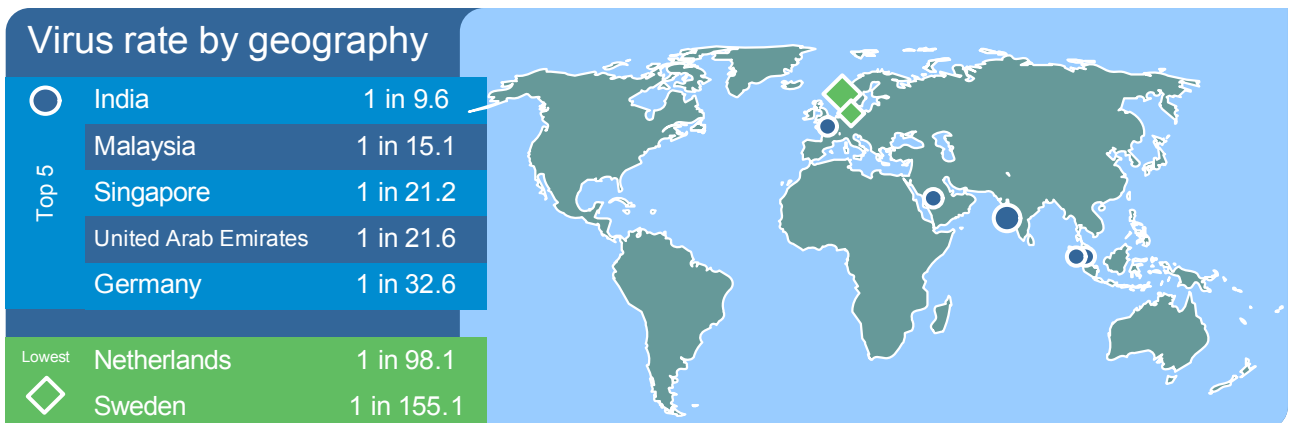 Virus rate by geography
India 1 in 9.6
Malaysia 1 in 15.1
Top 5
Singapore 1 in 21.2
United Arab Emirates 1 in 21.6
Germany 1 in 32.6
Lowest
Netherlands 1 in 98.1
Sweden 1 in 155.1